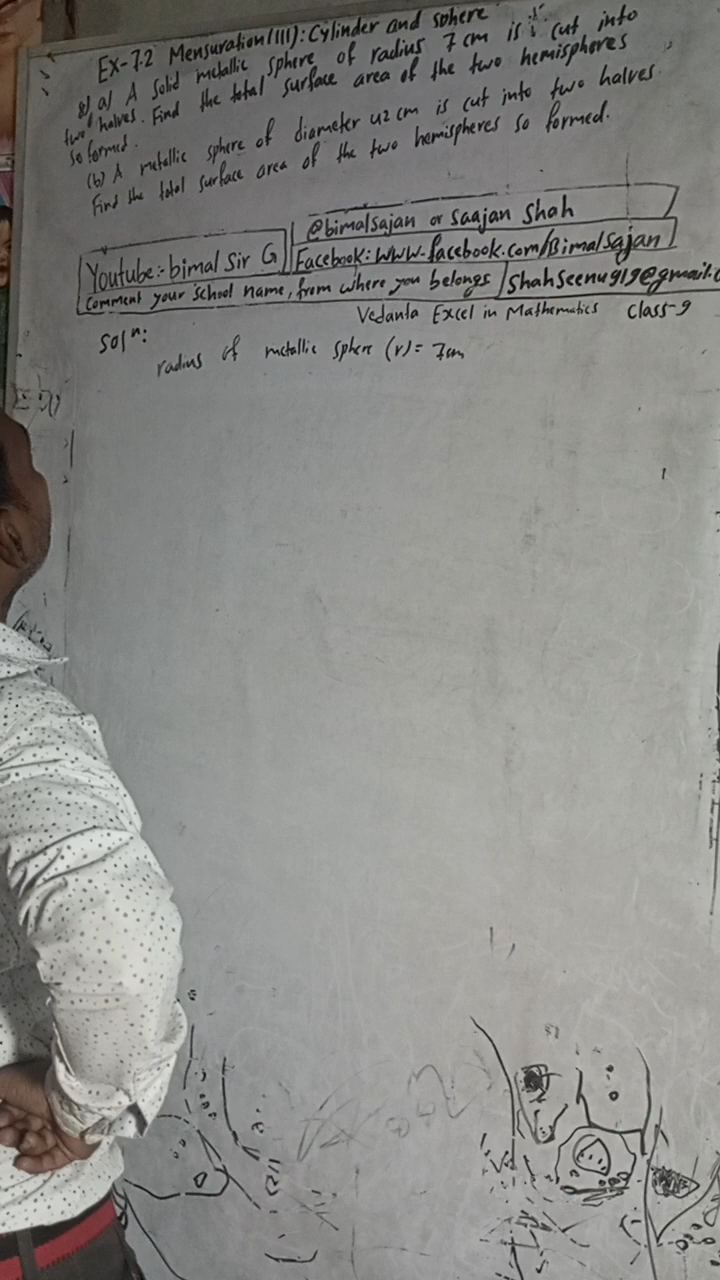 Ex-7.2 Mensuration(III): Cylinder and sphere
8) a) A solid metallic sphere of radius 7 cm is cut into
two halves. Find the total surface area of the two hemispheres
so formed.
(b) A metallic sphere of diameter 42 cm is cut into two halves.
Find the total surface area of the two hemispheres so formed.
@bimalsajan or Saajan Shah
Youtube:- bimal Sir G
Facebook: www.facebook.com/Bimalsajan
Comment your school name, from where you belongs
Shahseenu919@gmail.c
Vedanta Excel in Mathematics Class-9
Solⁿ:
radius of metallic sphere (r) = 7cm